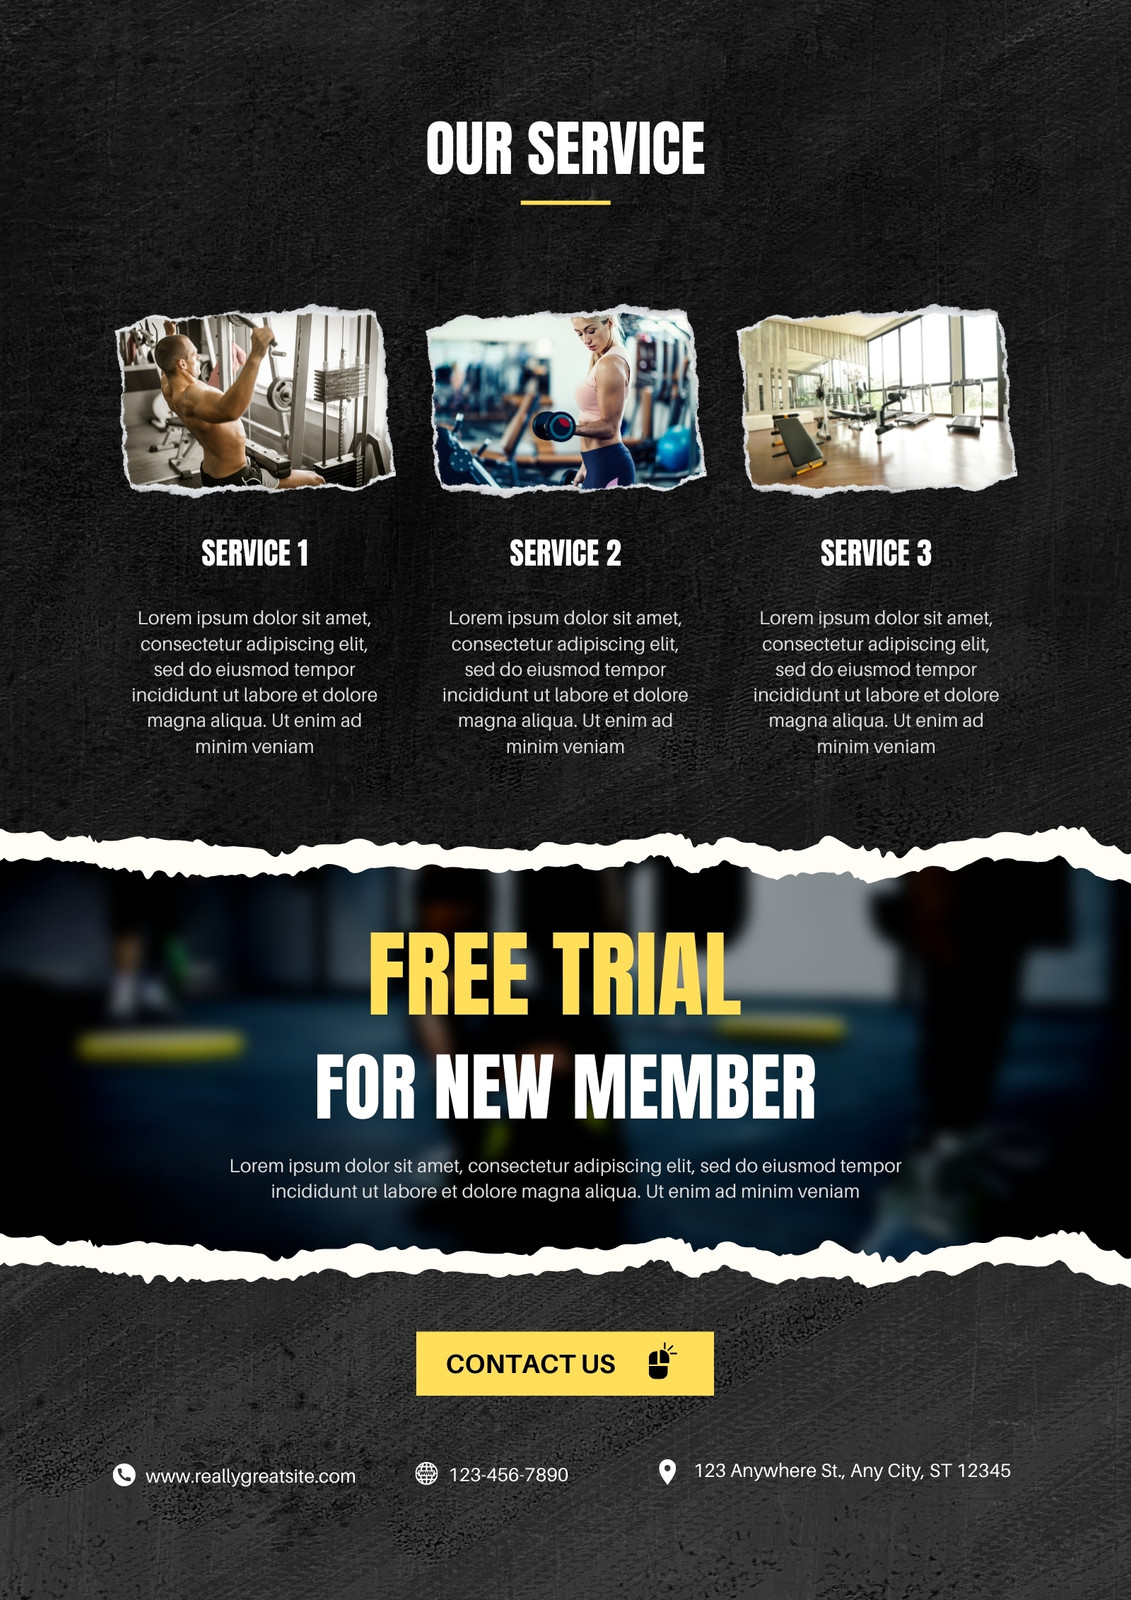 OUR SERVICE
SERVICE 1
Lorem ipsum dolor sit amet,
consectetur adipiscing elit,
sed do eiusmod tempor
incididunt ut labore et dolore
magna aliqua. Ut enim ad
minim veniam
SERVICE 2
Lorem ipsum dolor sit amet,
consectetur adipiscing elit,
sed do eiusmod tempor
incididunt ut labore et dolore
magna aliqua. Ut enim ad
minim veniam
SERVICE 3
Lorem ipsum dolor sit amet,
consectetur adipiscing elit,
sed do eiusmod tempor
incididunt ut labore et dolore
magna aliqua. Ut enim ad
minim veniam
FREE TRIAL
FOR NEW MEMBER
Lorem ipsum dolor sit amet, consectetur adipiscing elit, sed do eiusmod tempor
incididunt ut labore et dolore magna aliqua. Ut enim ad minim veniam
CONTACT US
www.reallygreatsite.com
123-456-7890
123 Anywhere St., Any City, ST 12345